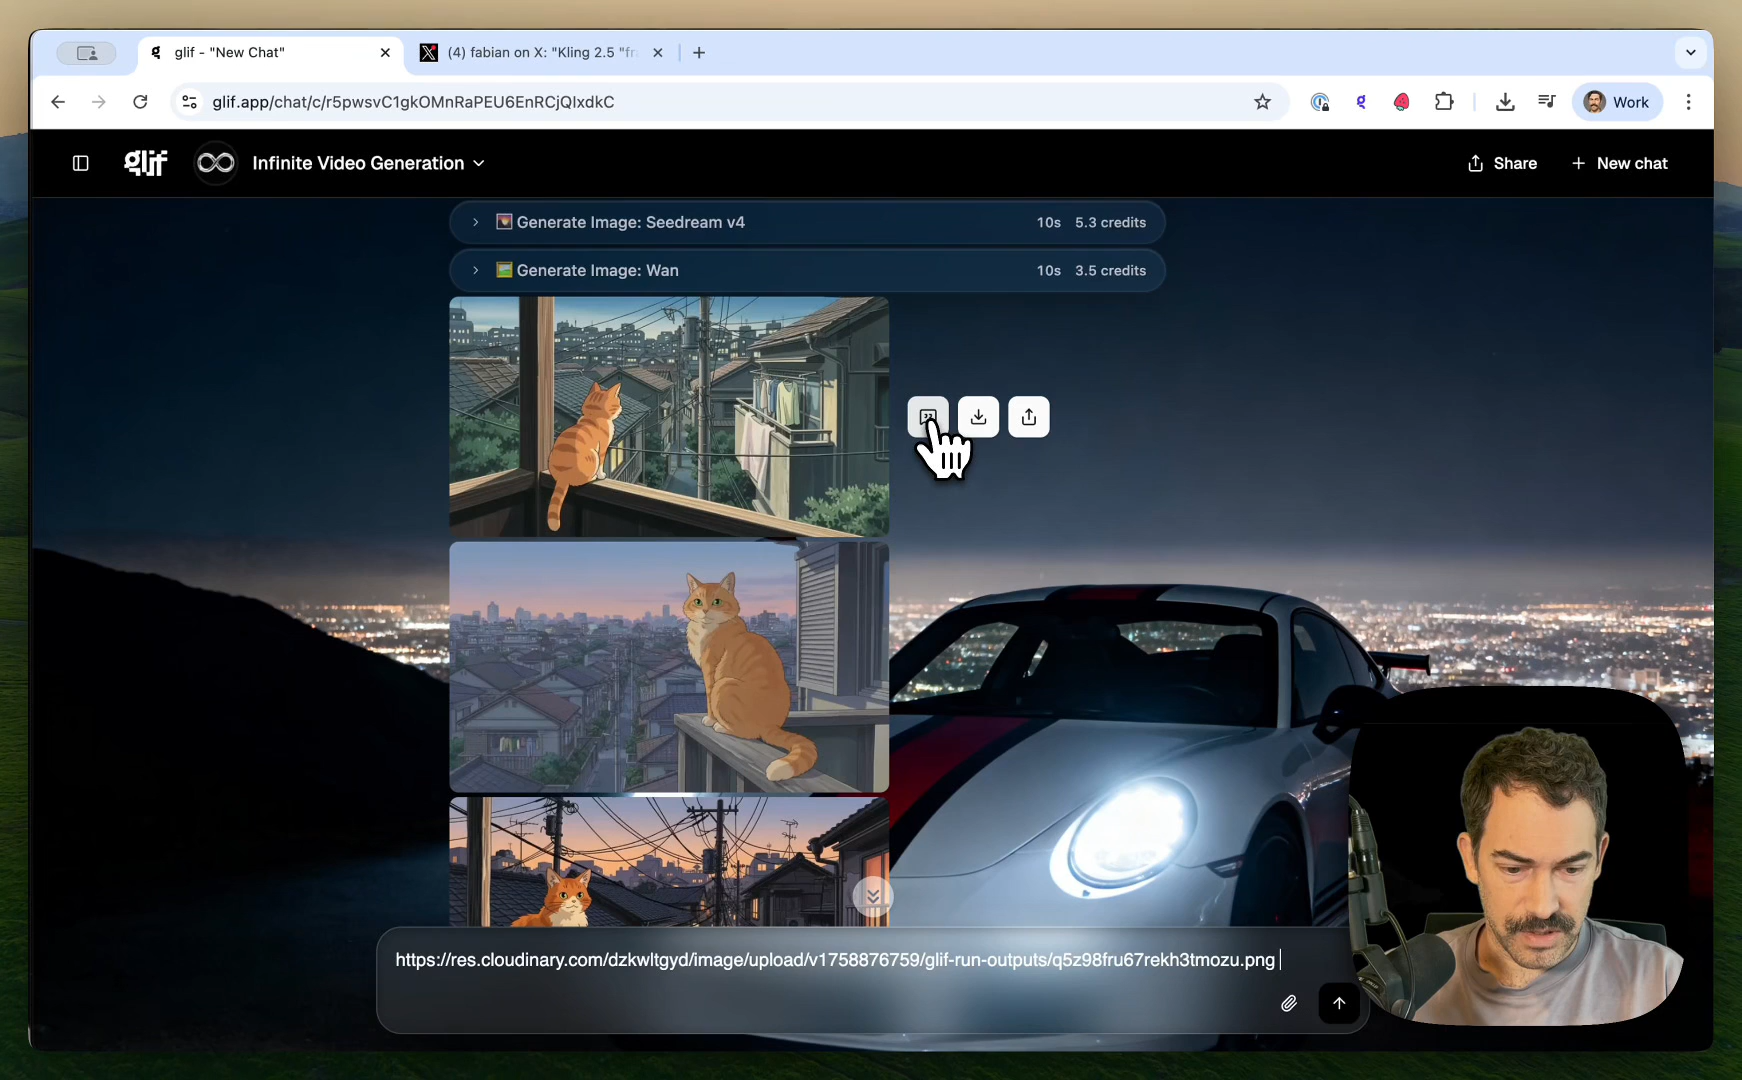 glif - "New Chat"
(4) fabian on X: "Kling 2.5 "fr
glif.app/chat/c/r5pwsvC1gkOMnRaPEU6EnRCjQIxdkC
Work
glif
Infinite Video Generation
Share
New chat
Generate Image: Seedream v4
10s 5.3 credits
Generate Image: Wan
10s 3.5 credits
https://res.cloudinary.com/dzkwltgyd/image/upload/v1758876759/glif-run-outputs/q5z98fru67rekh3tmozu.png